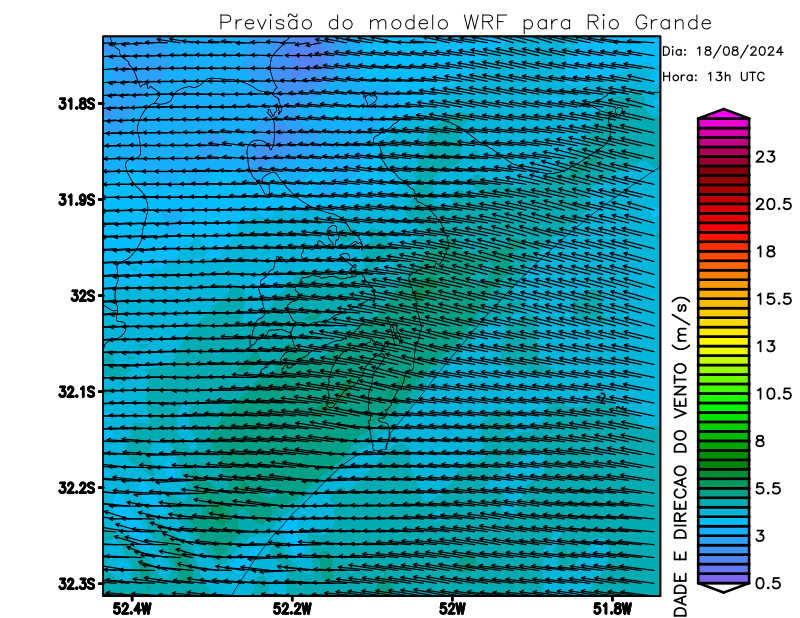 Previsão do modelo WRF para Rio Grande
Dia: 18/08/2024
Hora: 13h UTC
31.8S
31.9S
32S
32.1S
32.2S
32.3S
52.4W
52.2W
52W
51.8W
23
20.5
18
15.5
13
10.5
8
5.5
3
0.5
DADE E DIRECAO DO VENTO (m/s)